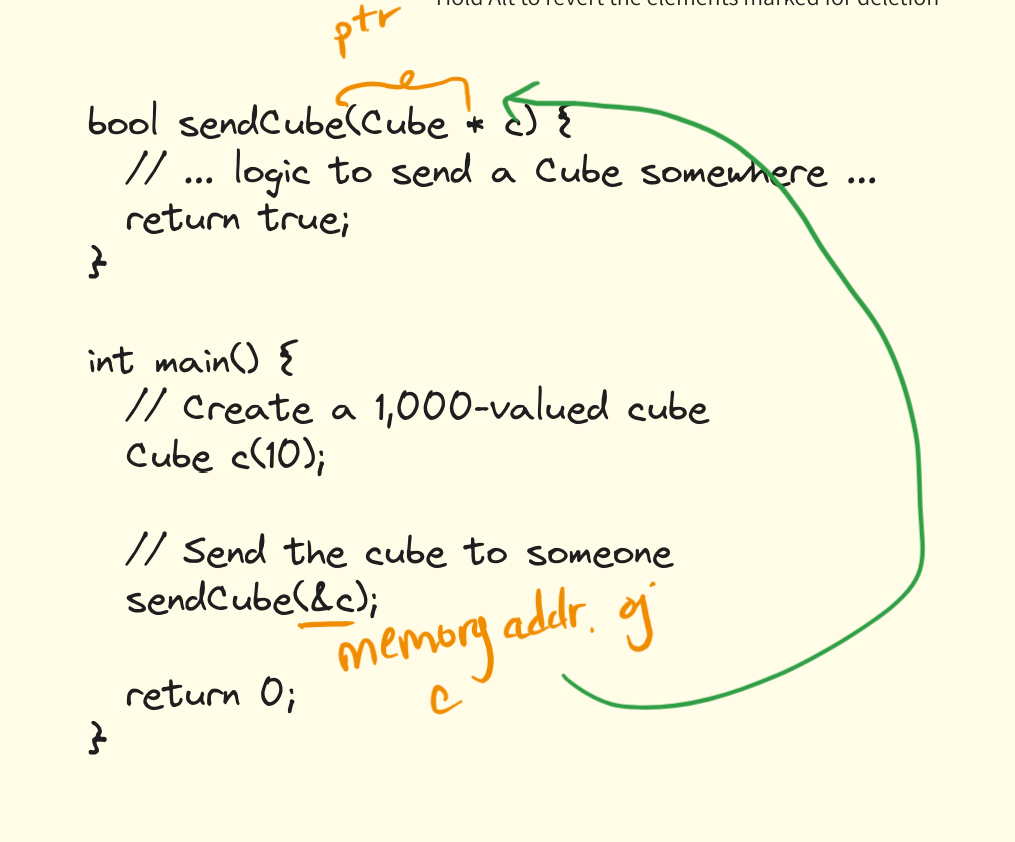 Hold Alt to revert the elements marked for deletion
ptr
bool sendCube(Cube * c) {
// ... logic to send a Cube somewhere ...
return true;
}
int main() {
// Create a 1,000-valued cube
Cube c(10);
// Send the cube to someone
sendCube(&c);
memory addr. of
c
return 0;
}